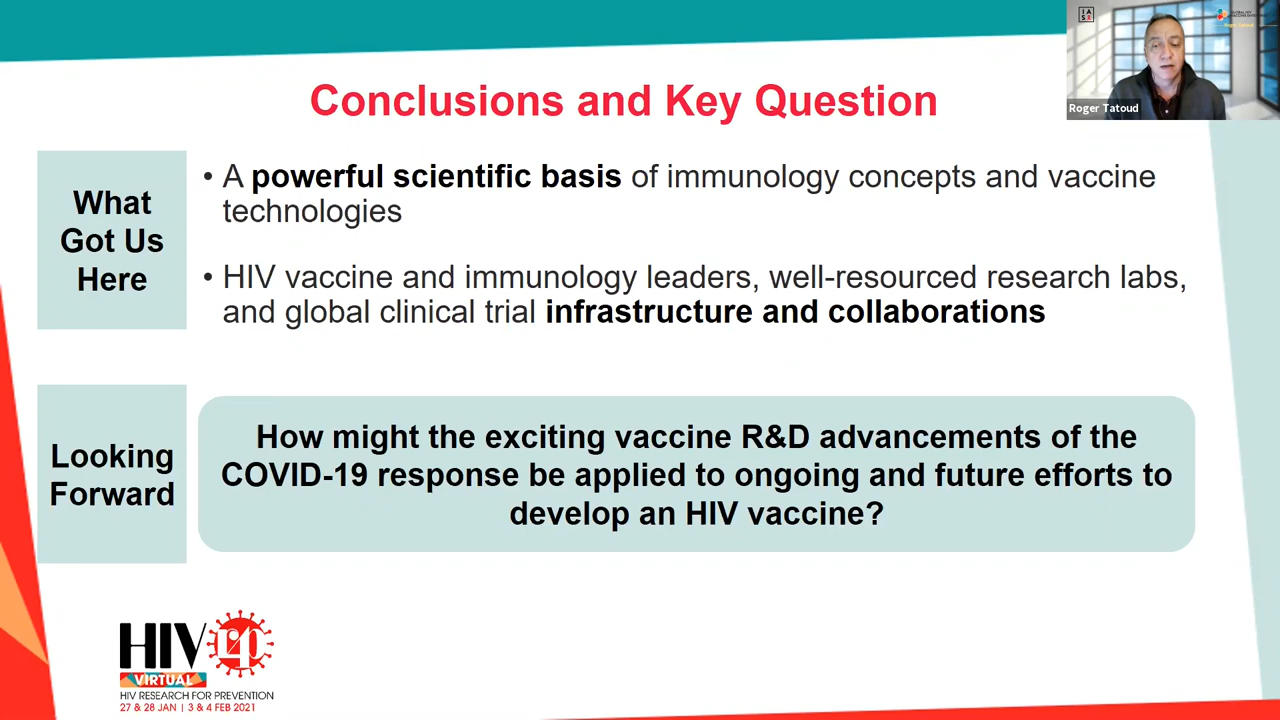 Conclusions and Key Question
IAS
Roger Tatoud
What
Got Us
Here
• A powerful scientific basis of immunology concepts and vaccine
technologies
• HIV vaccine and immunology leaders, well-resourced research labs,
and global clinical trial infrastructure and collaborations
Looking
Forward
How might the exciting vaccine R&D advancements of the
COVID-19 response be applied to ongoing and future efforts to
develop an HIV vaccine?
HIVR4P
VIRTUAL
HIV RESEARCH FOR PREVENTION
27 & 28 JAN | 3 & 4 FEB 2021